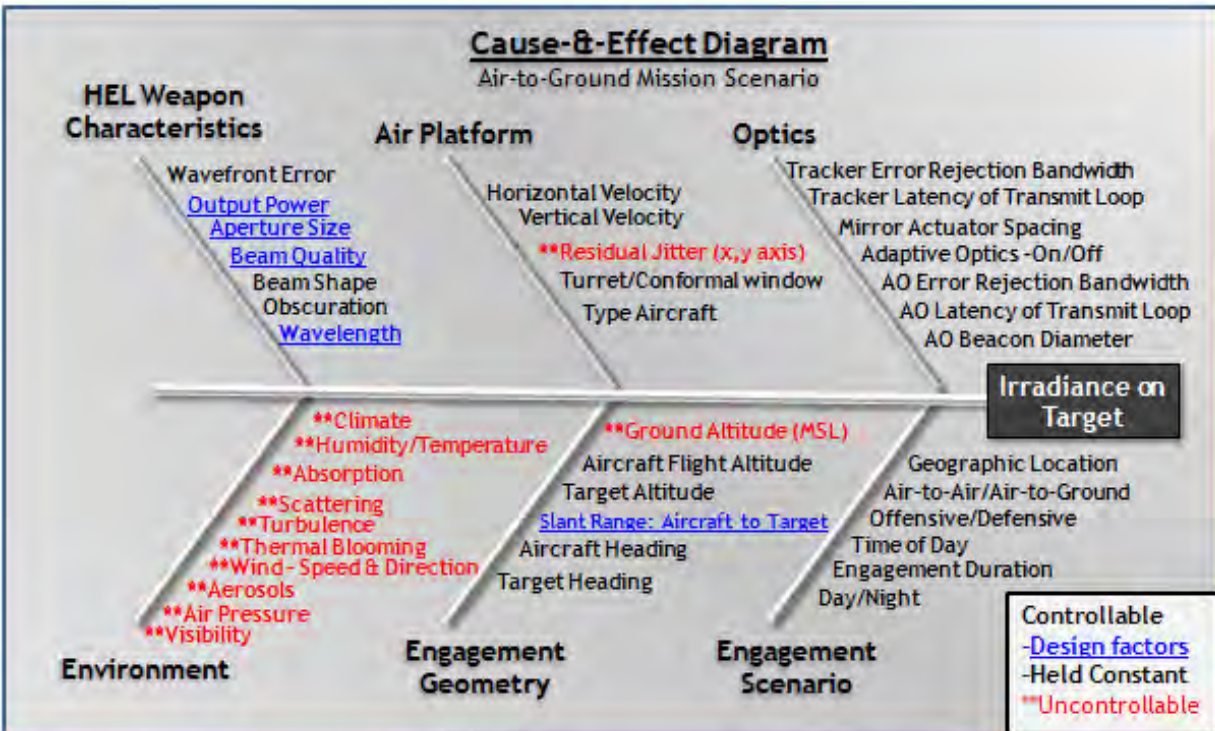 Cause-&-Effect Diagram
Air-to-Ground Mission Scenario
HEL Weapon
Characteristics
Wavefront Error
Output Power
Aperture Size
Beam Quality
Beam Shape
Obscuration
Wavelength
Air Platform
Horizontal Velocity
Vertical Velocity
**Residual Jitter (x,y axis)
Turret/Conformal window
Type Aircraft
Optics
Tracker Error Rejection Bandwidth
Tracker Latency of Transmit Loop
Mirror Actuator Spacing
Adaptive Optics -On/Off
AO Error Rejection Bandwidth
AO Latency of Transmit Loop
AO Beacon Diameter
Irradiance on
Target
**Climate
**Humidity/Temperature
**Absorption
**Scattering
**Turbulence
**Thermal Blooming
**Wind - Speed & Direction
**Aerosols
**Air Pressure
**Visibility
Environment
**Ground Altitude (MSL)
Aircraft Flight Altitude
Target Altitude
Slant Range: Aircraft to Target
Aircraft Heading
Target Heading
Engagement
Geometry
Geographic Location
Air-to-Air/Air-to-Ground
Offensive/Defensive
Time of Day
Engagement Duration
Day/Night
Engagement
Scenario
Controllable
-Design factors
-Held Constant
**Uncontrollable